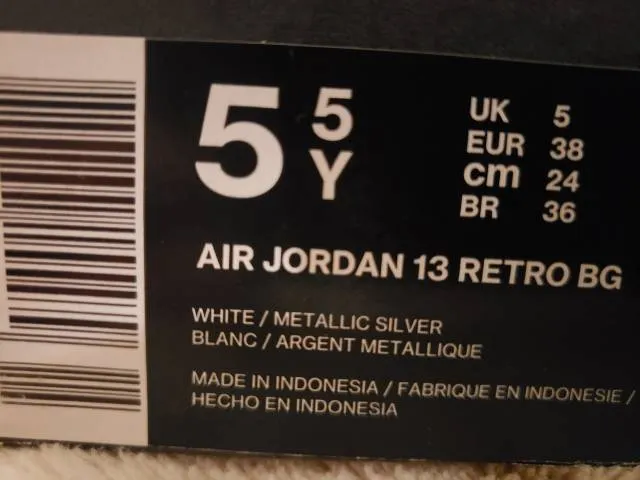 5 5 Y
UK 5
EUR 38
cm 24
BR 36
AIR JORDAN 13 RETRO BG
WHITE / METALLIC SILVER
BLANC / ARGENT METALLIQUE
MADE IN INDONESIA / FABRIQUE EN INDONESIE /
HECHO EN INDONESIA